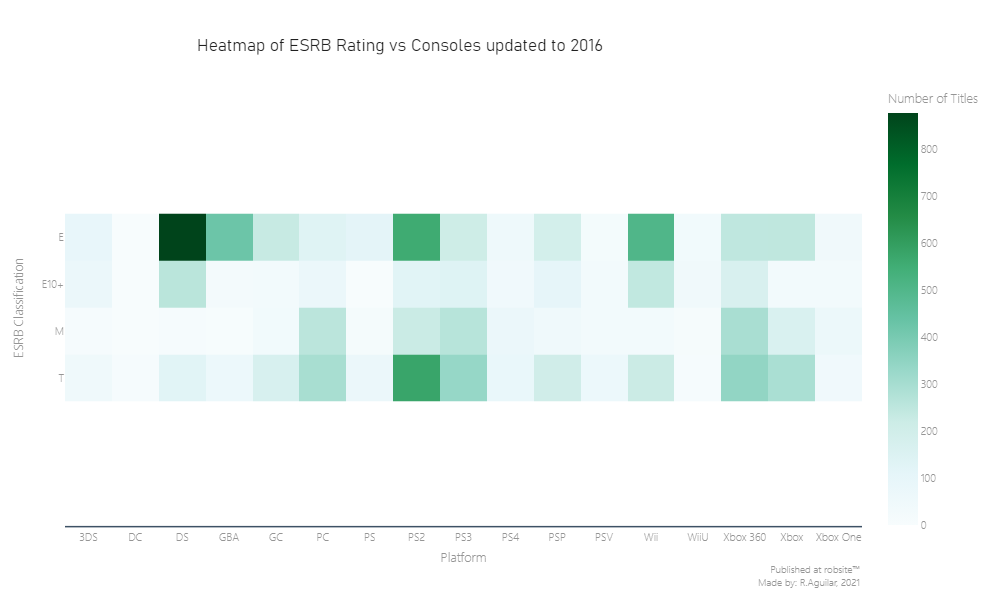 Heatmap of ESRB Rating vs Consoles updated to 2016
Number of Titles
800
700
600
500
400
300
200
100
0
ESRB Classification
E
E10+
M
T
3DS DC DS GBA GC PC PS PS2 PS3 PS4 PSP PSV Wii WiiU Xbox 360 Xbox Xbox One
Platform
Published at robsite™
Made by: R.Aguilar, 2021